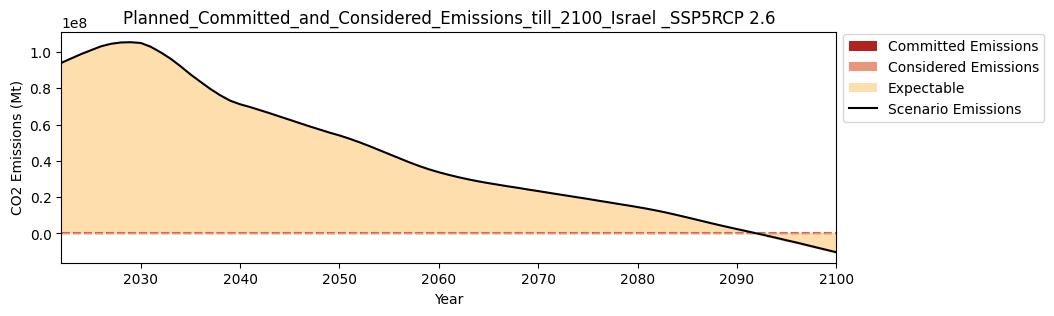 Planned_Committed_and_Considered_Emissions_till_2100_Israel _SSP5RCP 2.6
1e8
CO2 Emissions (Mt)
1.0
0.8
0.6
0.4
0.2
0.0
2030 2040 2050 2060 2070 2080 2090 2100
Year
Committed Emissions
Considered Emissions
Expectable
Scenario Emissions